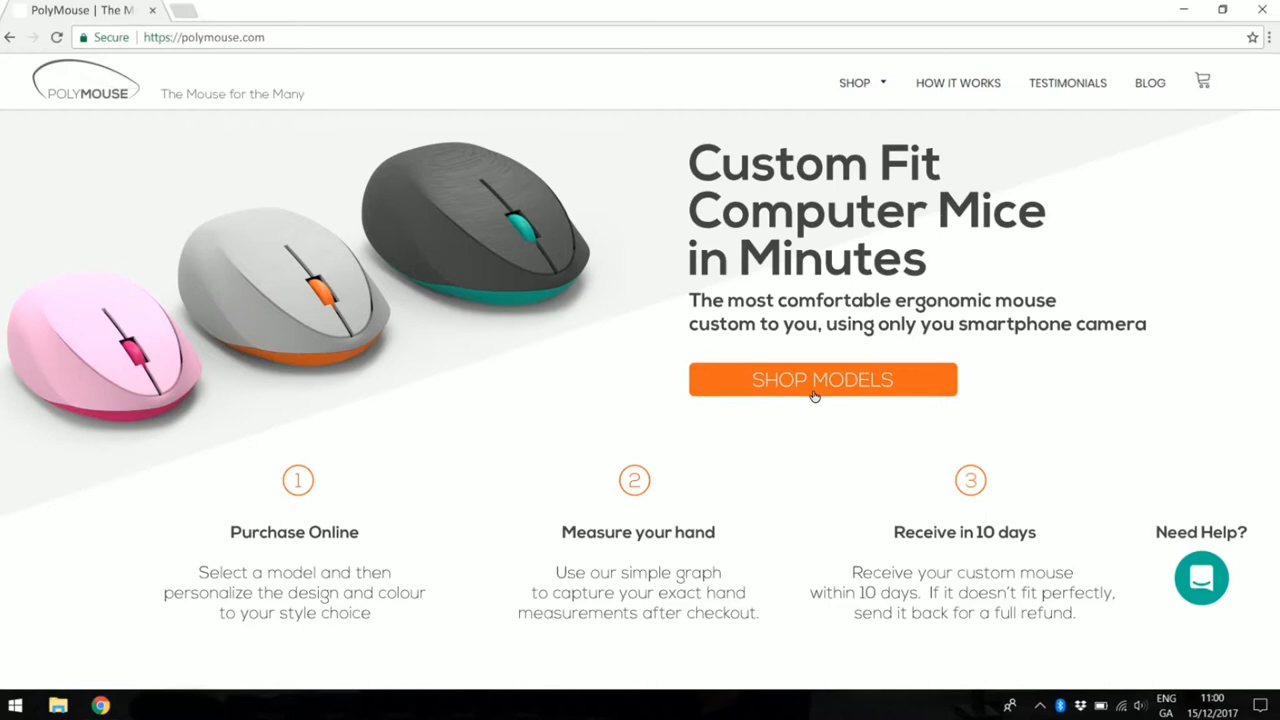 PolyMouse | The M
Secure
https://polymouse.com
POLYMOUSE
The Mouse for the Many
SHOP
HOW IT WORKS
TESTIMONIALS
BLOG
Custom Fit
Computer Mice
in Minutes
The most comfortable ergonomic mouse
custom to you, using only you smartphone camera
SHOP MODELS
1
Purchase Online
Select a model and then
personalize the design and colour
to your style choice
2
Measure your hand
Use our simple graph
to capture your exact hand
measurements after checkout.
3
Receive in 10 days
Receive your custom mouse
within 10 days. If it doesn't fit perfectly,
send it back for a full refund.
Need Help?
ENG
GA
11:00
15/12/2017